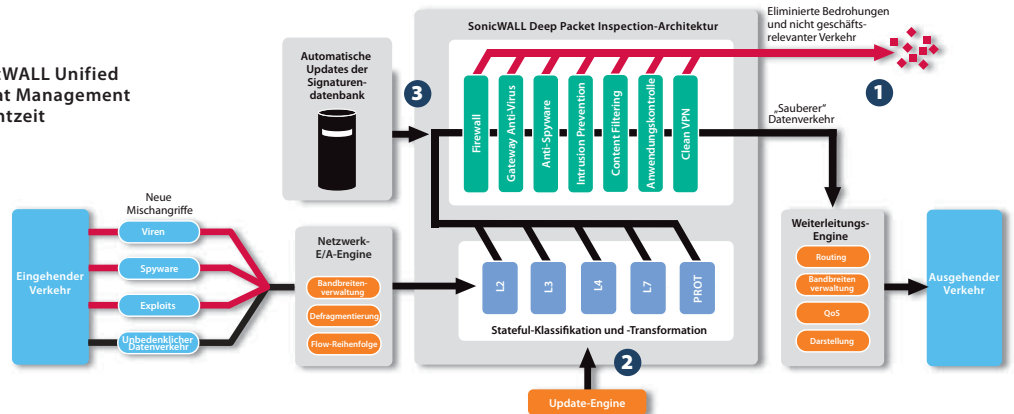 SonicWALL Deep Packet Inspection-Architektur
Eliminierte Bedrohungen
und nicht geschäfts-
relevanter Verkehr
1
WALL Unified
Management
Automatische
Updates der
Signaturen-
datenbank
3
Firewall
Gateway Anti-Virus
Anti-Spyware
Intrusion Prevention
Content Filtering
Anwendungskontrolle
Clean VPN
„Sauberer"
Datenverkehr
Neue
Mischangriffe
Eingehender
Verkehr
Viren
Spyware
Exploits
Unbedenklicher
Datenverkehr
Netzwerk-
E/A-Engine
Bandbreiten-
verwaltung
Defragmentierung
Flow-Reihenfolge
L2
L3
L4
L7
PROT
Stateful-Klassifikation und -Transformation
2
Update-Engine
Weiterleitungs-
Engine
Routing
Bandbreiten
verwaltung
QoS
Darstellung
Ausgehender
Verkehr